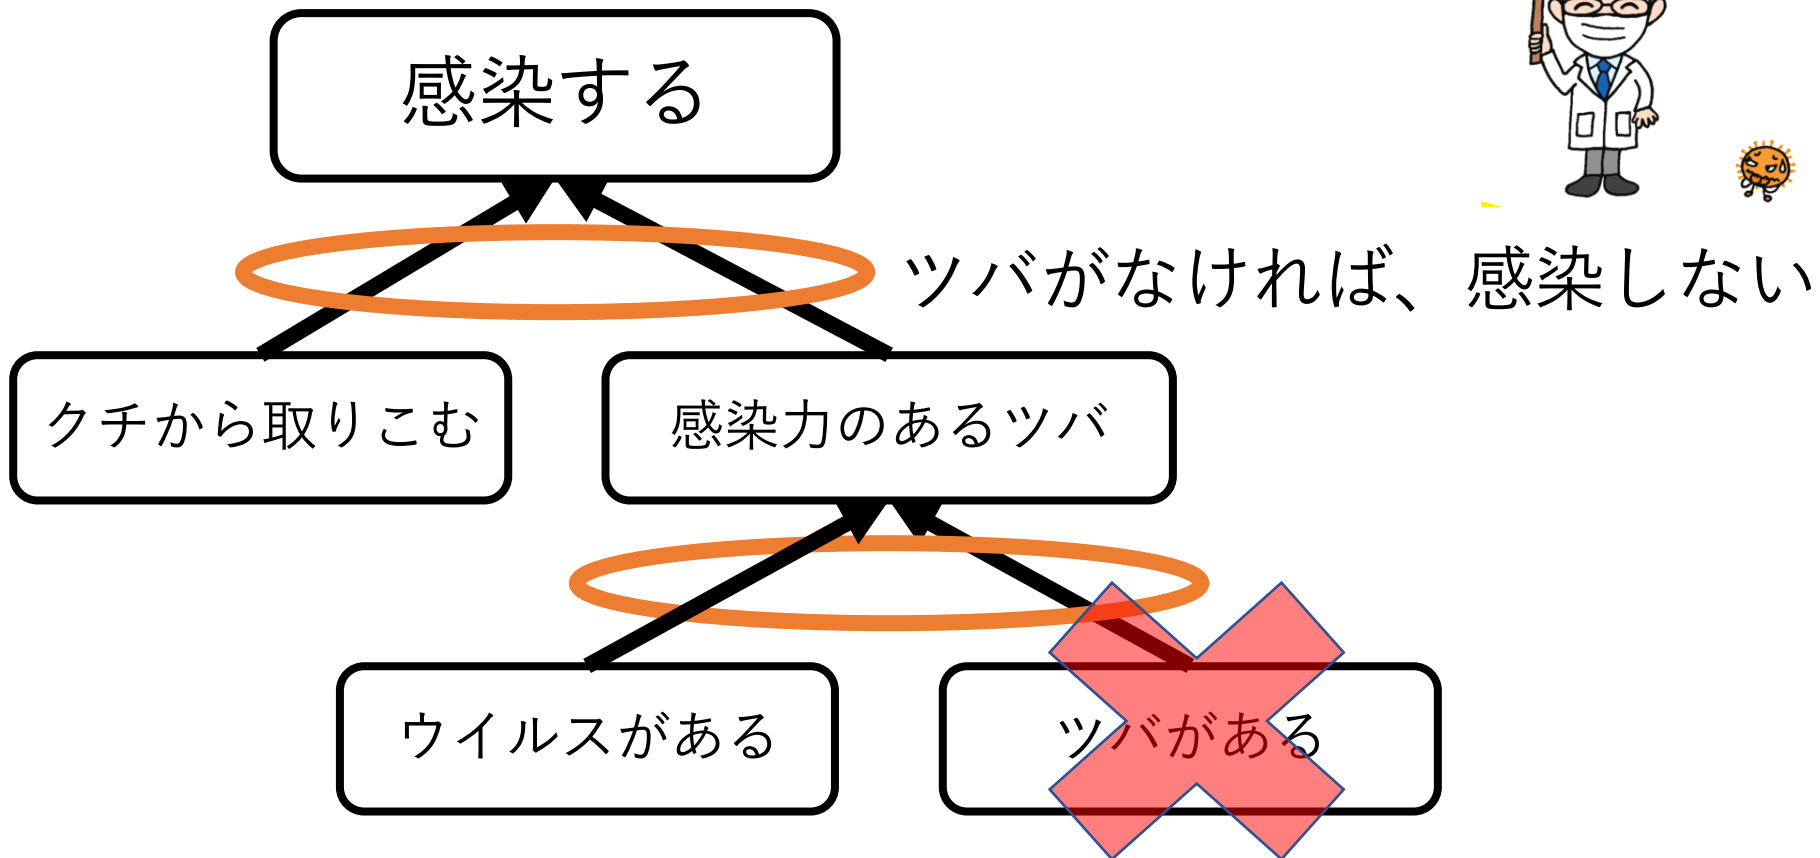 感染する
ツバがなければ、感染しない
クチから取りこむ
感染力のあるツバ
ウイルスがある
ツバがある